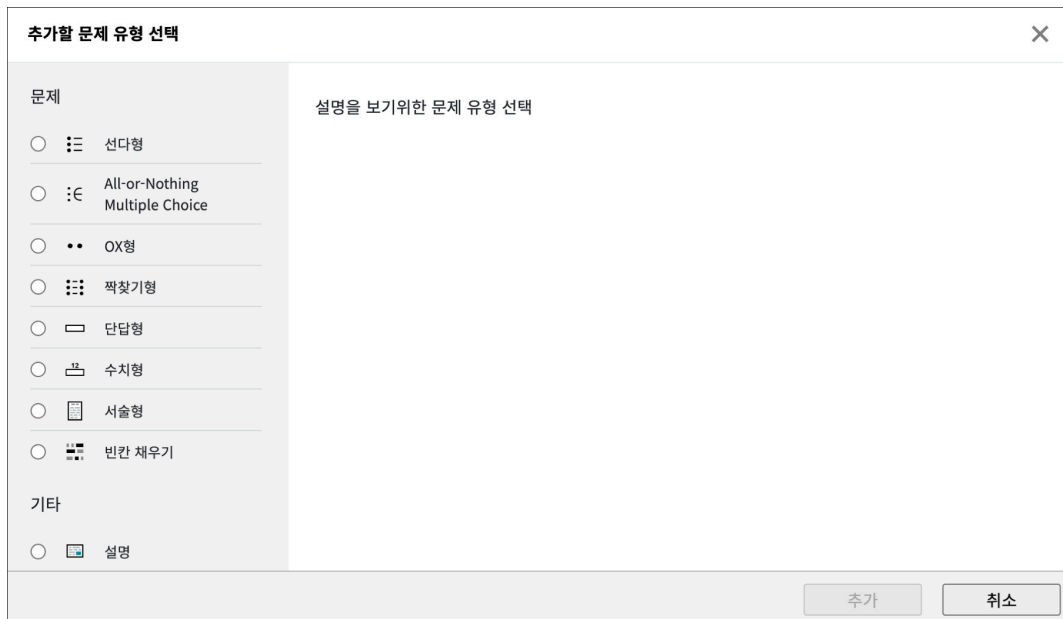 추가할 문제 유형 선택
문제
선다형
All-or-Nothing
Multiple Choice
OX형
짝찾기형
단답형
12
수치형
서술형
빈칸 채우기
기타
설명
설명을 보기위한 문제 유형 선택
추가
취소